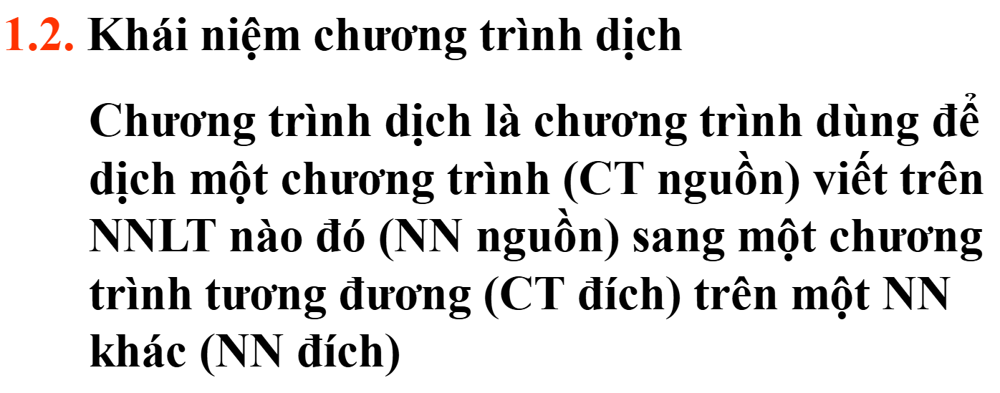 1.2. Khái niệm chương trình dịch
Chương trình dịch là chương trình dùng để
dịch một chương trình (CT nguồn) viết trên
NNLT nào đó (NN nguồn) sang một chương
trình tương đương (CT đích) trên một NN
khác (NN đích)